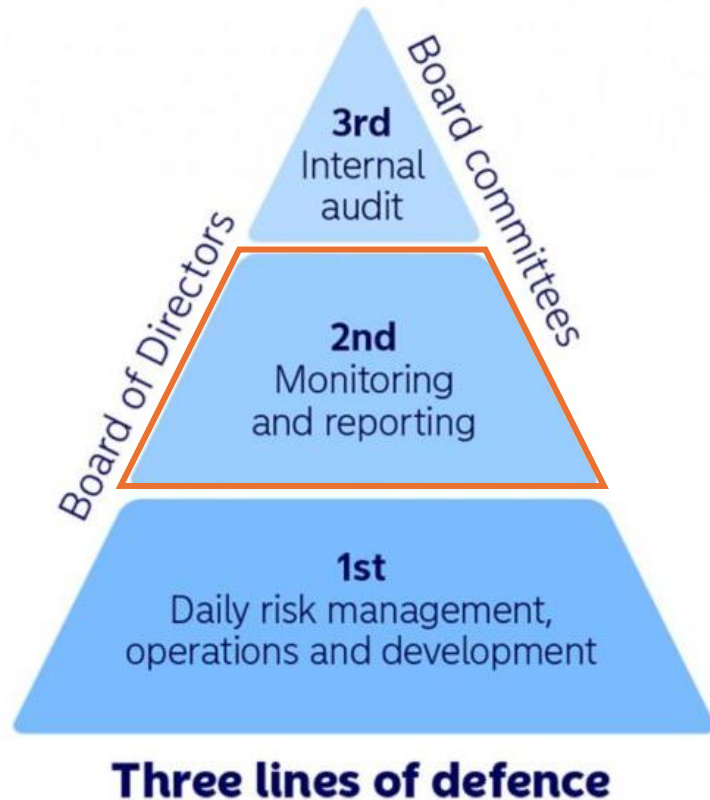 Board committees
3rd
Internal
audit
Board of Directors
2nd
Monitoring
and reporting
1st
Daily risk management,
operations and development
Three lines of defence